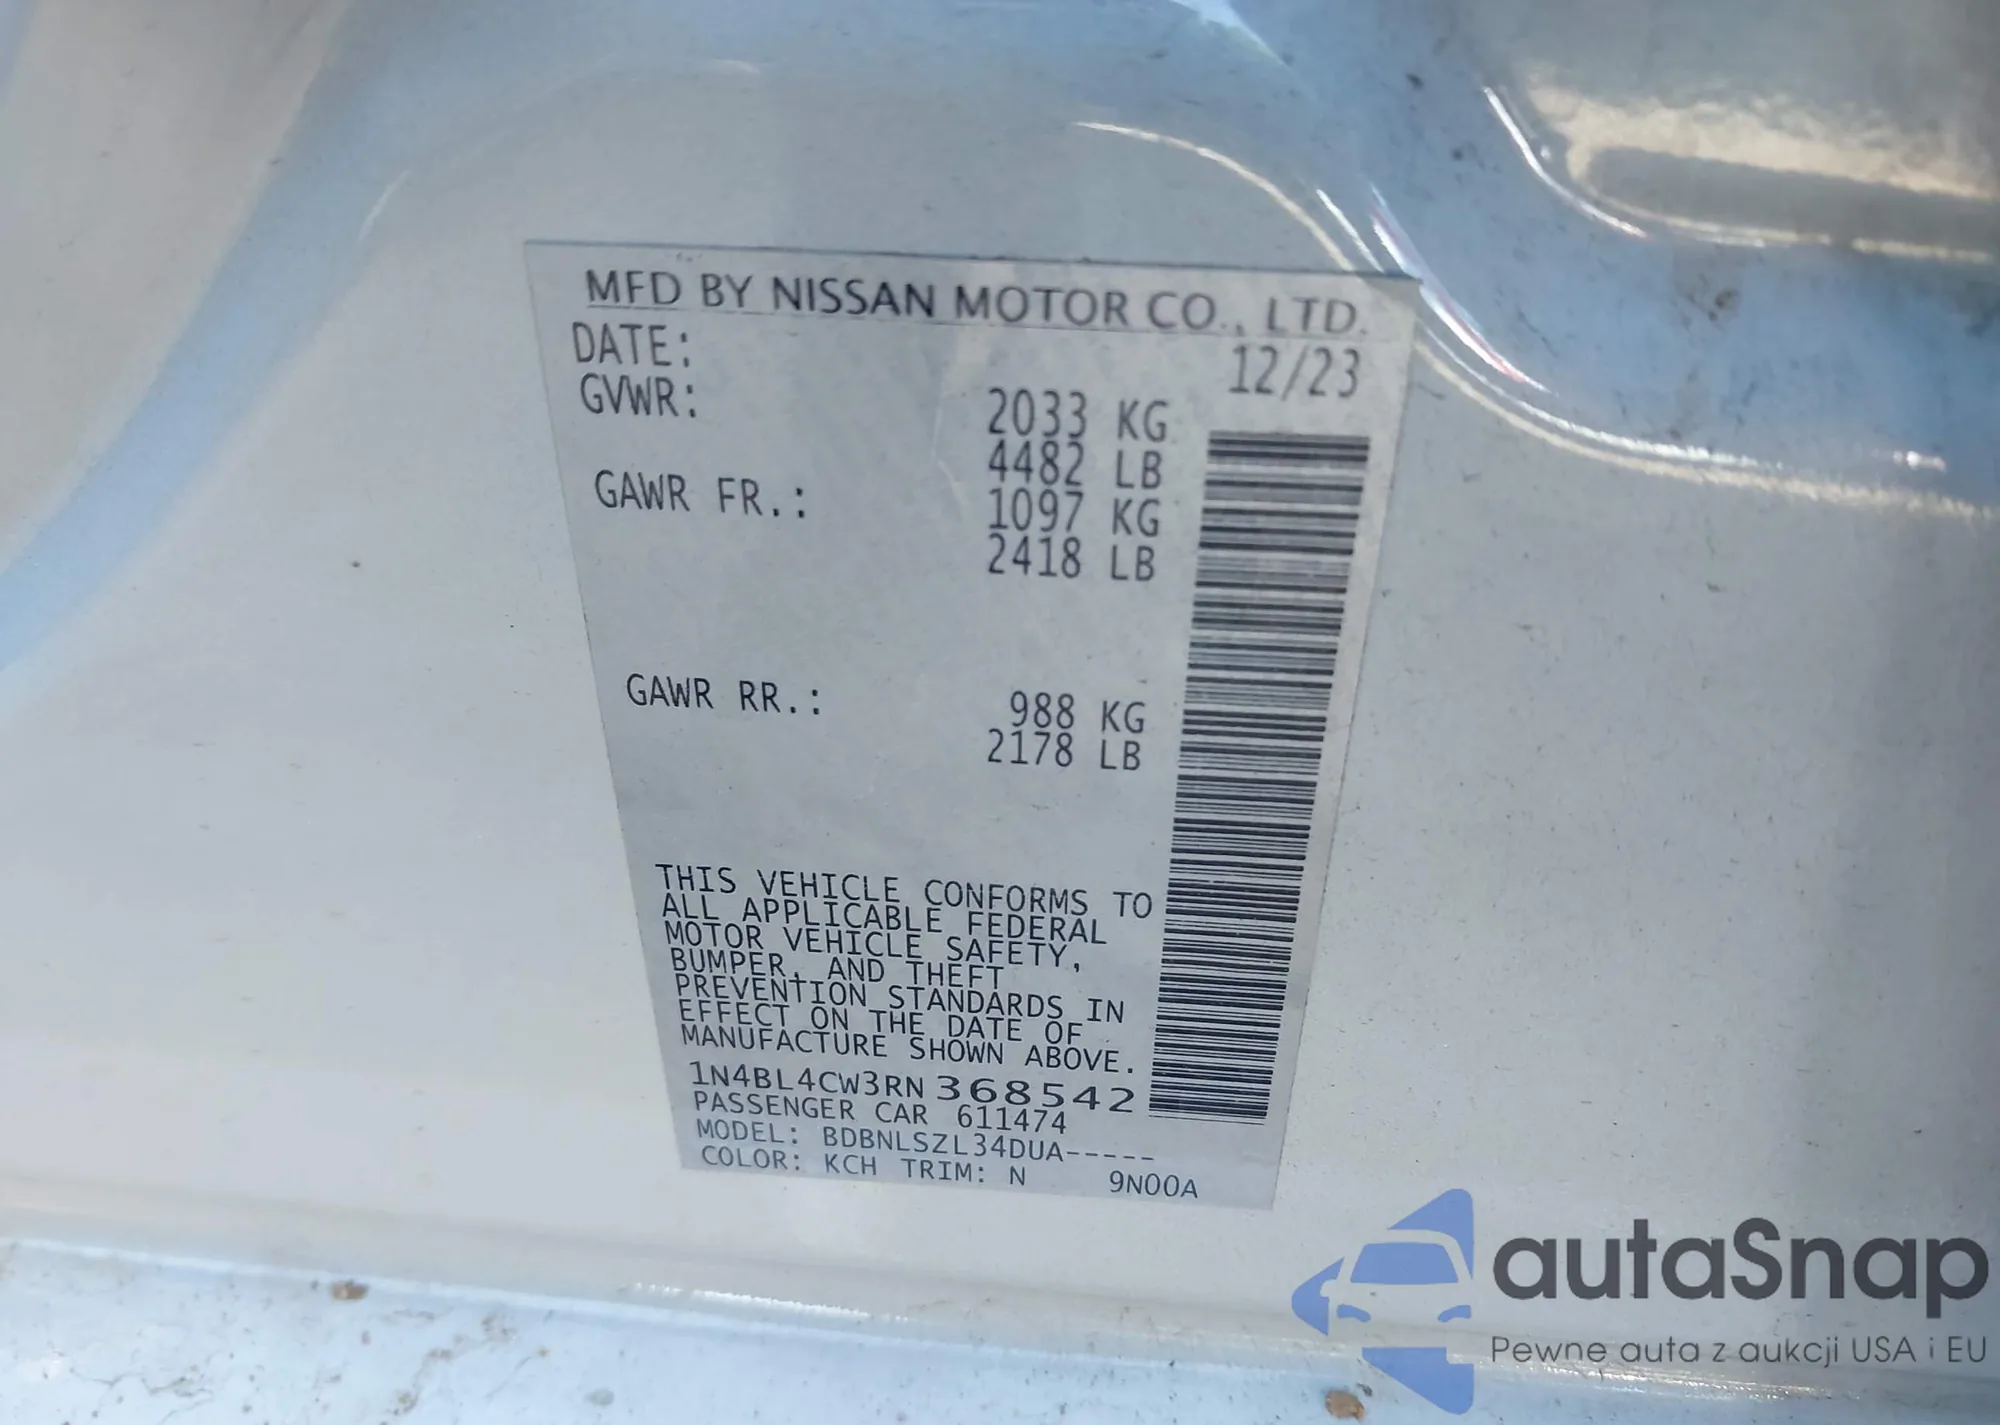 MFD BY NISSAN MOTOR CO., LTD.
DATE: 12/23
GVWR: 2033 KG
4482 LB
GAWR FR.: 1097 KG
2418 LB
GAWR RR.: 988 KG
2178 LB
THIS VEHICLE CONFORMS TO
ALL APPLICABLE FEDERAL
MOTOR VEHICLE SAFETY,
BUMPER, AND THEFT
PREVENTION STANDARDS IN
EFFECT ON THE DATE OF
MANUFACTURE SHOWN ABOVE.
1N4BL4CW3RN368542
PASSENGER CAR 611474
MODEL: BDBNLSZL34DUA-----
COLOR: KCH TRIM: N 9N00A
autaSnap
Pewne auta z aukcji USA i EU